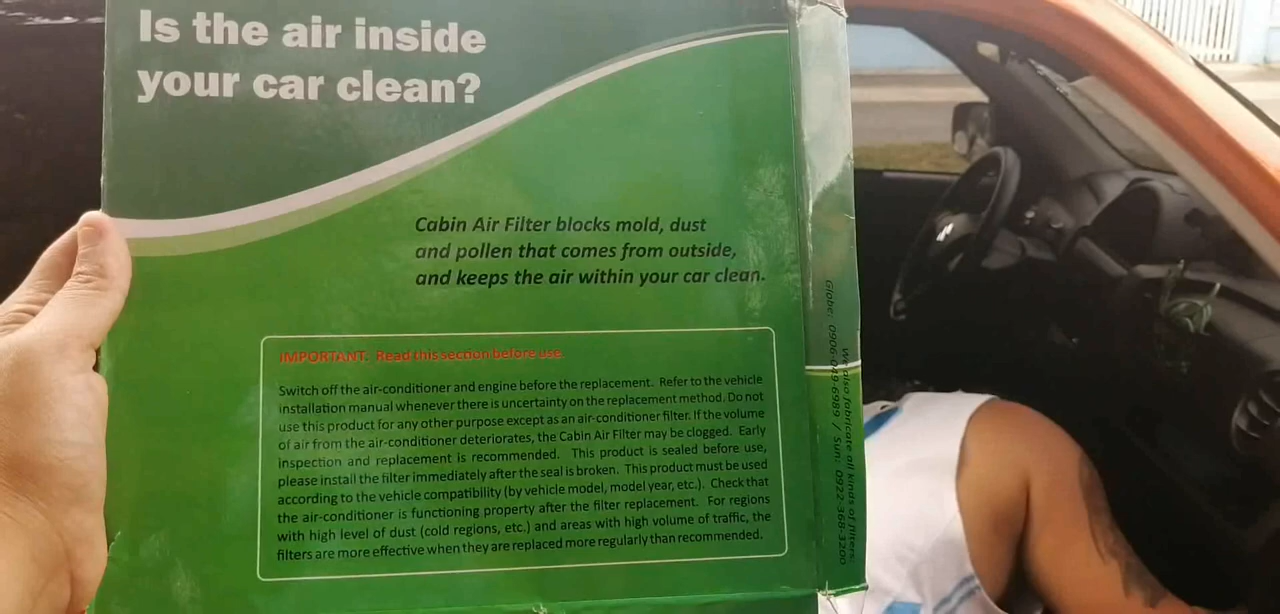 Is the air inside
your car clean?
Cabin Air Filter blocks mold, dust
and pollen that comes from outside,
and keeps the air within your car clean.
IMPORTANT: Read this section before use.
Switch off the air-conditioner and engine before the replacement. Refer to the vehicle
installation manual whenever there is uncertainty on the replacement method. Do not
use this product for any other purpose except as an air-conditioner filter. If the volume
of air from the air-conditioner deteriorates, the Cabin Air Filter may be clogged. Early
inspection and replacement is recommended. This product is sealed before use,
please install the filter immediately after the seal is broken. This product must be used
according to the vehicle compatibility (by vehicle model, model year, etc.). Check that
the air-conditioner is functioning property after the filter replacement. For regions
with high level of dust (cold regions, etc.) and areas with high volume of traffic, the
filters are more effective when they are replaced more regularly than recommended.
We also fabricate all kinds of filters.
Globe: 0906-049-6989 / Sun: 0922-368-3200